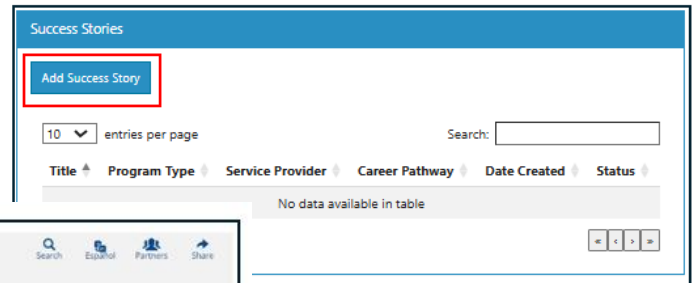 Success Stories
Add Success Story
10 entries per page Search:
Title Program Type Service Provider Career Pathway Date Created Status
No data available in table
« ‹ › »
Search Español Partners Share